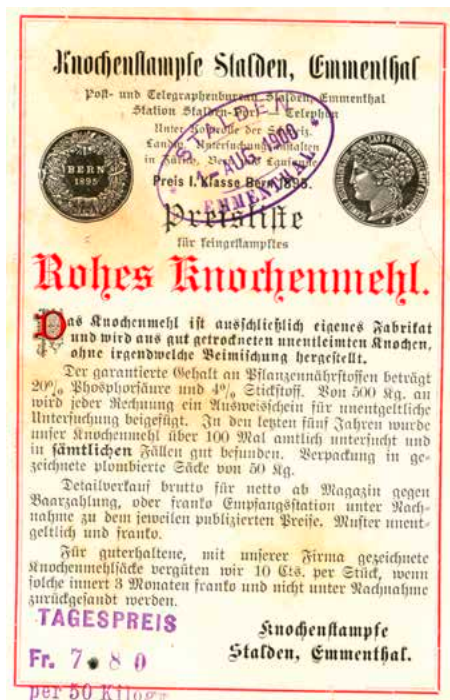 Knochenstampfe Stalden, Emmenthal
Post- und Telegraphenbureau Stalden, Emmenthal
Station Stalden-Dorf — Telephon
Unter Kontrolle der Schweiz.
Landw. Untersuchungsanstalten
in Zürich, Bern, Lausanne
Preis I. Klasse Bern 1895.
STALDEN
1 - AUG 1900
EMMENTHAL
BERN
1895
Preisliste
für feingestampftes
Rohes Knochenmehl.
Das Knochenmehl ist ausschließlich eigenes Fabrikat
und wird aus gut getrockneten unentleimten Knochen,
ohne irgendwelche Beimischung hergestellt.
Der garantierte Gehalt an Pflanzennährstoffen beträgt
20% Phosphorsäure und 4% Stickstoff. Von 500 Kg. an
wird jeder Rechnung ein Ausweisschein für unentgeltliche
Untersuchung beigefügt. In den letzten fünf Jahren wurde
unser Knochenmehl über 100 Mal amtlich untersucht und
in sämtlichen Fällen gut befunden. Verpackung in ge-
zeichnete plombierte Säcke von 50 Kg.
Detailverkauf brutto für netto ab Magazin gegen
Baarzahlung, oder franko Empfangsstation unter Nach-
nahme zu dem jeweilen publizierten Preise. Muster unent-
geltlich und franko.
Für guterhaltene, mit unserer Firma gezeichnete
Knochenmehlsäcke vergüten wir 10 Cts. per Stück, wenn
solche innert 3 Monaten franko und nicht unter Nachnahme
zurückgesandt werden.
TAGESPREIS
Fr. 7.80
per 50 Kilogr.
Knochenstampfe
Stalden, Emmenthal.